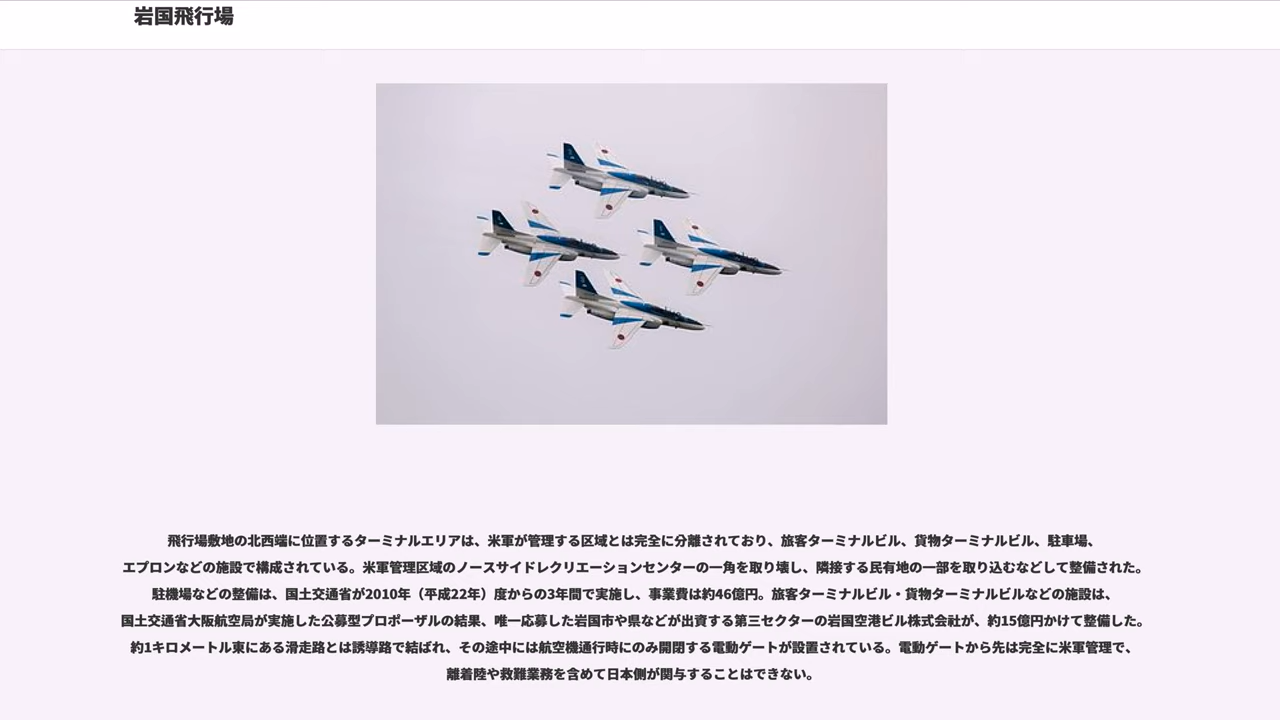 岩国飛行場
飛行場敷地の北西端に位置するターミナルエリアは、米軍が管理する区域とは完全に分離されており、旅客ターミナルビル、貨物ターミナルビル、駐車場、
エプロンなどの施設で構成されている。米軍管理区域のノースサイドレクリエーションセンターの一角を取り壊し、隣接する民有地の一部を取り込むなどして整備された。
駐機場などの整備は、国土交通省が2010年（平成22年）度からの3年間で実施し、事業費は約46億円。旅客ターミナルビル・貨物ターミナルビルなどの施設は、
国土交通省大阪航空局が実施した公募型プロポーザルの結果、唯一応募した岩国市や県などが出資する第三セクターの岩国空港ビル株式会社が、約15億円かけて整備した。
約1キロメートル東にある滑走路とは誘導路で結ばれ、その途中には航空機通行時にのみ開閉する電動ゲートが設置されている。電動ゲートから先は完全に米軍管理で、
離着陸や救難業務を含めて日本側が関与することはできない。